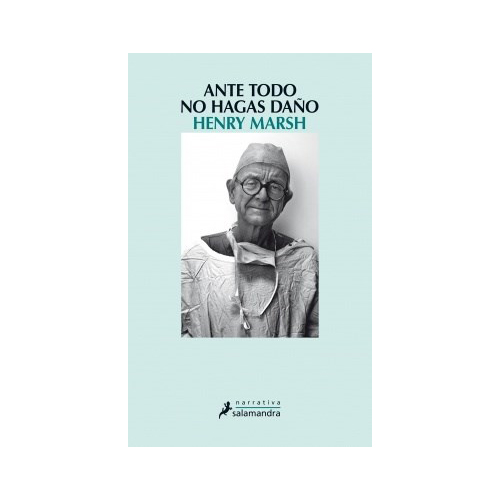 ANTE TODO
NO HAGAS DAÑO
HENRY MARSH
narrativa
salamandra